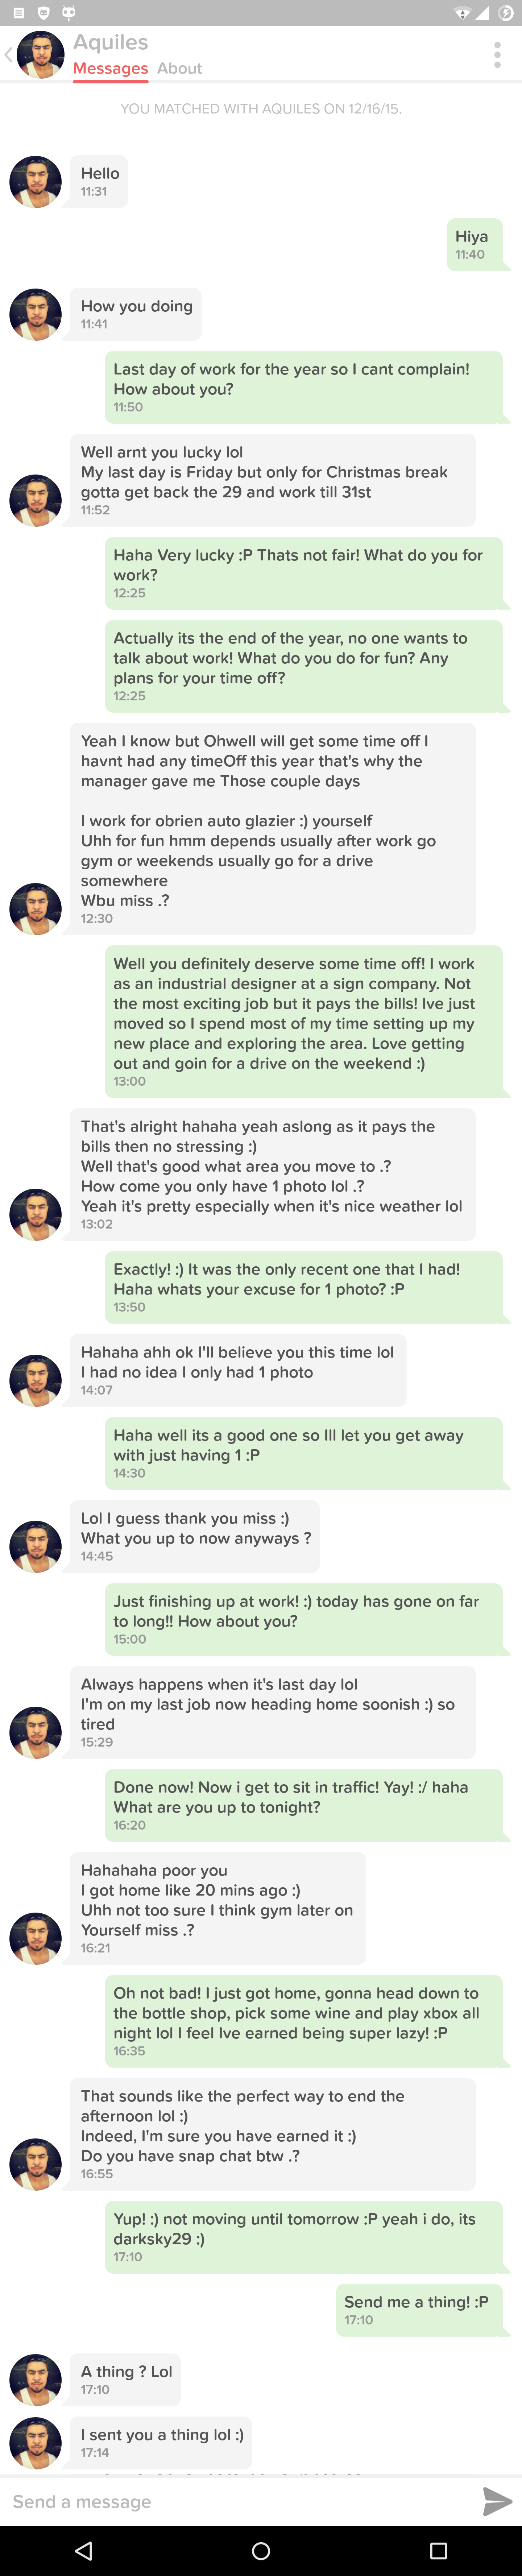 Aquiles
Messages About
YOU MATCHED WITH AQUILES ON 12/16/15.
Hello
11:31
Hiya
11:40
How you doing
11:41
Last day of work for the year so I cant complain!
How about you?
11:50
Well arnt you lucky lol
My last day is Friday but only for Christmas break
gotta get back the 29 and work till 31st
11:52
Haha Very lucky :P Thats not fair! What do you for
work?
12:25
Actually its the end of the year, no one wants to
talk about work! What do you do for fun? Any
plans for your time off?
12:25
Yeah I know but Ohwell will get some time off I
havnt had any timeOff this year that's why the
manager gave me Those couple days
I work for obrien auto glazier :) yourself
Uhh for fun hmm depends usually after work go
gym or weekends usually go for a drive
somewhere
Wbu miss .?
12:30
Well you definitely deserve some time off! I work
as an industrial designer at a sign company. Not
the most exciting job but it pays the bills! Ive just
moved so I spend most of my time setting up my
new place and exploring the area. Love getting
out and goin for a drive on the weekend :)
13:00
That's alright hahaha yeah aslong as it pays the
bills then no stressing :)
Well that's good what area you move to .?
How come you only have 1 photo lol .?
Yeah it's pretty especially when it's nice weather lol
13:02
Exactly! :) It was the only recent one that I had!
Haha whats your excuse for 1 photo? :P
13:50
Hahaha ahh ok I'll believe you this time lol
I had no idea I only had 1 photo
14:07
Haha well its a good one so Ill let you get away
with just having 1 :P
14:30
Lol I guess thank you miss :)
What you up to now anyways ?
14:45
Just finishing up at work! :) today has gone on far
to long!! How about you?
15:00
Always happens when it's last day lol
I'm on my last job now heading home soonish :) so
tired
15:29
Done now! Now i get to sit in traffic! Yay! :/ haha
What are you up to tonight?
16:20
Hahahaha poor you
I got home like 20 mins ago :)
Uhh not too sure I think gym later on
Yourself miss .?
16:21
Oh not bad! I just got home, gonna head down to
the bottle shop, pick some wine and play xbox all
night lol I feel Ive earned being super lazy! :P
16:35
That sounds like the perfect way to end the
afternoon lol :)
Indeed, I'm sure you have earned it :)
Do you have snap chat btw .?
16:55
Yup! :) not moving until tomorrow :P yeah i do, its
darksky29 :)
17:10
Send me a thing! :P
17:10
A thing ? Lol
17:10
I sent you a thing lol :)
17:14
Send a message